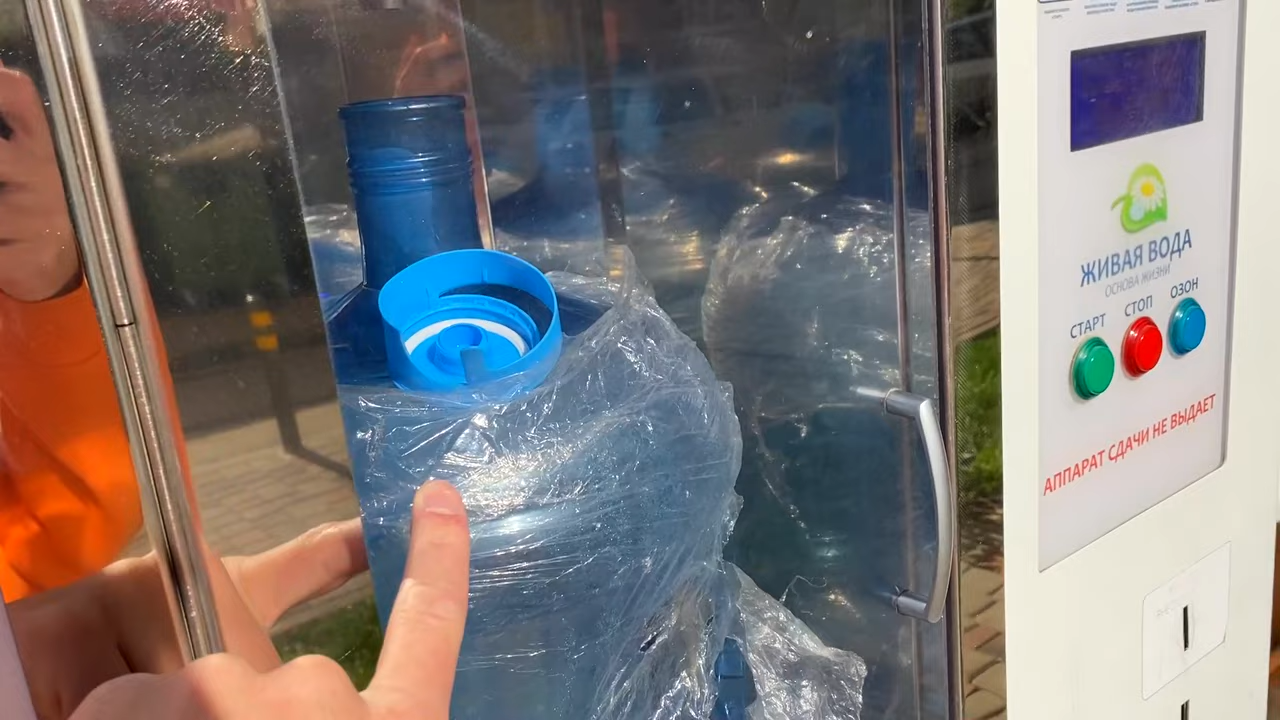 ЖИВАЯ ВОДА
ОСНОВА ЖИЗНИ
СТАРТ СТОП ОЗОН
АППАРАТ СДАЧИ НЕ ВЫДАЕТ